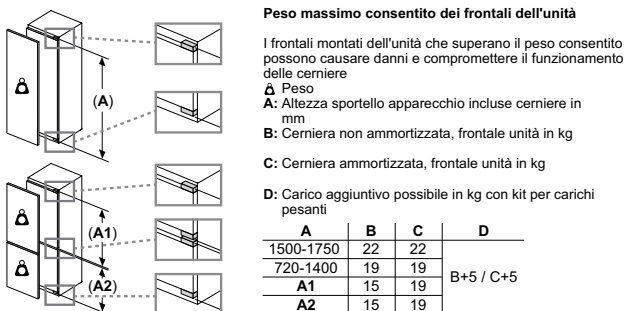 Peso massimo consentito dei frontali dell'unità
I frontali montati dell'unità che superano il peso consentito
possono causare danni e compromettere il funzionamento
delle cerniere
Peso
A: Altezza sportello apparecchio incluse cerniere in
mm
B: Cerniera non ammortizzata, frontale unità in kg
C: Cerniera ammortizzata, frontale unità in kg
D: Carico aggiuntivo possibile in kg con kit per carichi
pesanti
A B C D
1500-1750 22 22
720-1400 19 19
B+5 / C+5
A1 15 19
A2 15 19
(A)
(A1)
(A2)